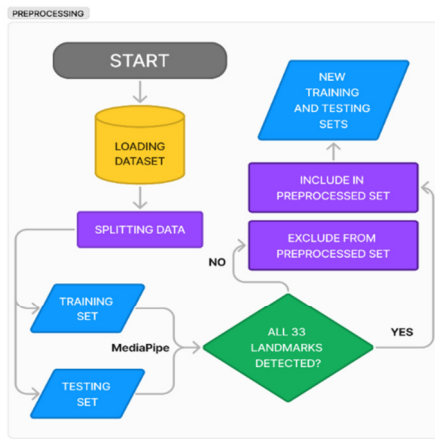 PREPROCESSING
START
LOADING
DATASET
SPLITTING DATA
TRAINING
SET
TESTING
SET
MediaPipe
ALL 33
LANDMARKS
DETECTED?
NO
YES
EXCLUDE FROM
PREPROCESSED SET
INCLUDE IN
PREPROCESSED SET
NEW
TRAINING
AND TESTING
SETS